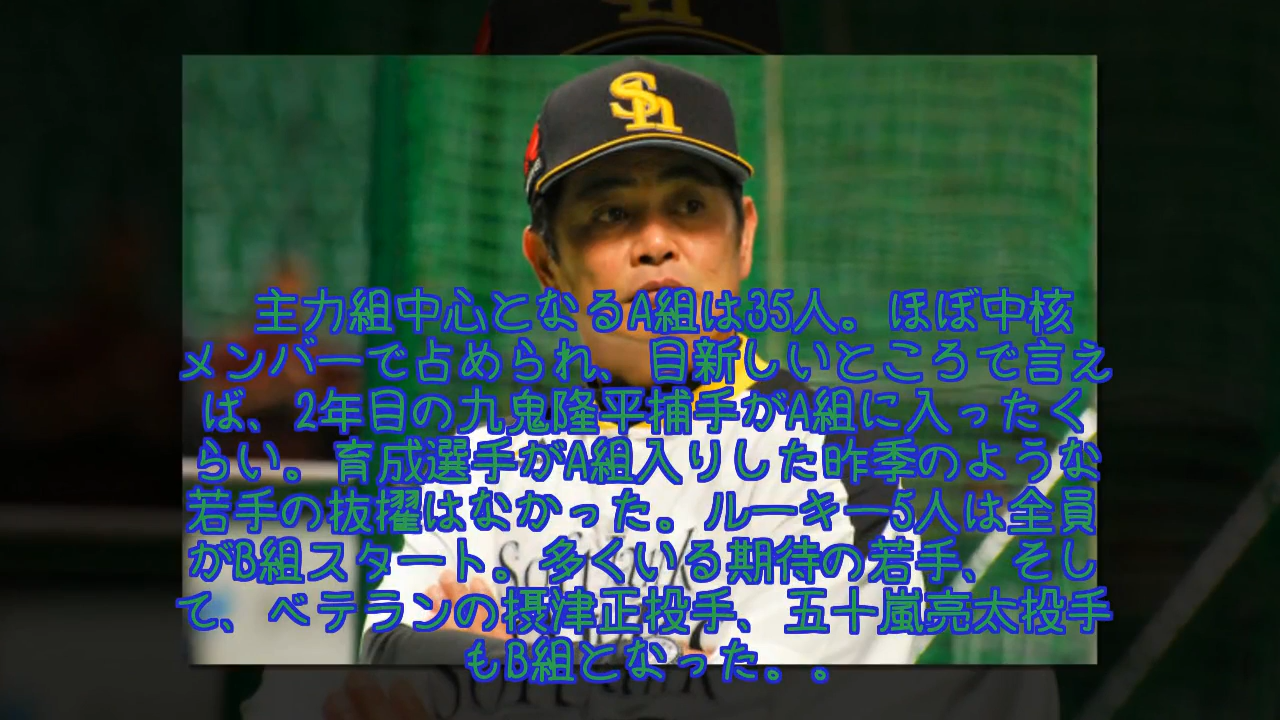 主力組中心となるA組は35人。ほぼ中核
メンバーで占められ、目新しいところで言え
ば、2年目の九鬼隆平捕手がA組に入ったく
らい。育成選手がA組入りした昨季のような
若手の抜擢はなかった。ルーキー5人は全員
がB組スタート。多くいる期待の若手、そし
て、ベテランの摂津正投手、五十嵐亮太投手
もB組となった。。
Sh
SoftBank